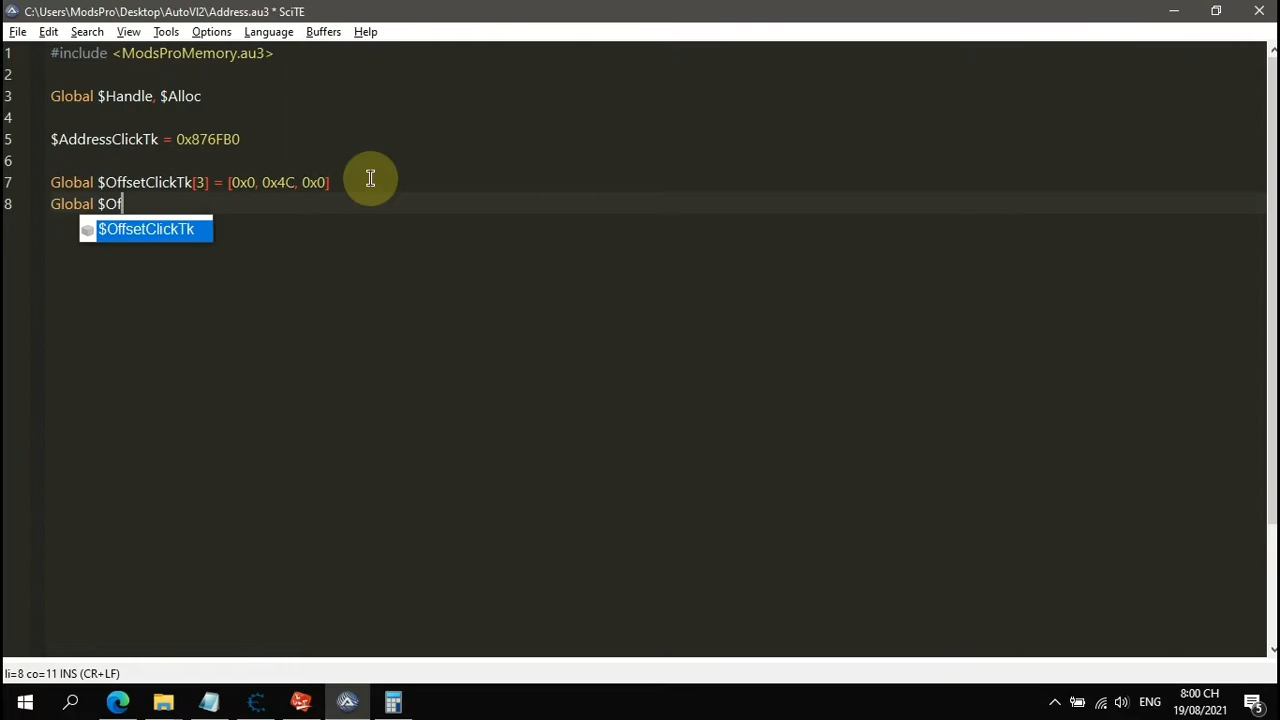 C:\Users\ModsPro\Desktop\AutoVl2\Address.au3 * SciTE
File Edit Search View Tools Options Language Buffers Help
1 #include <ModsProMemory.au3>
2
3 Global $Handle, $Alloc
4
5 $AddressClickTk = 0x876FB0
6
7 Global $OffsetClickTk[3] = [0x0, 0x4C, 0x0]
8 Global $Of
$OffsetClickTk
li=8 co=11 INS (CR+LF)
ENG
8:00 CH
19/08/2021
5